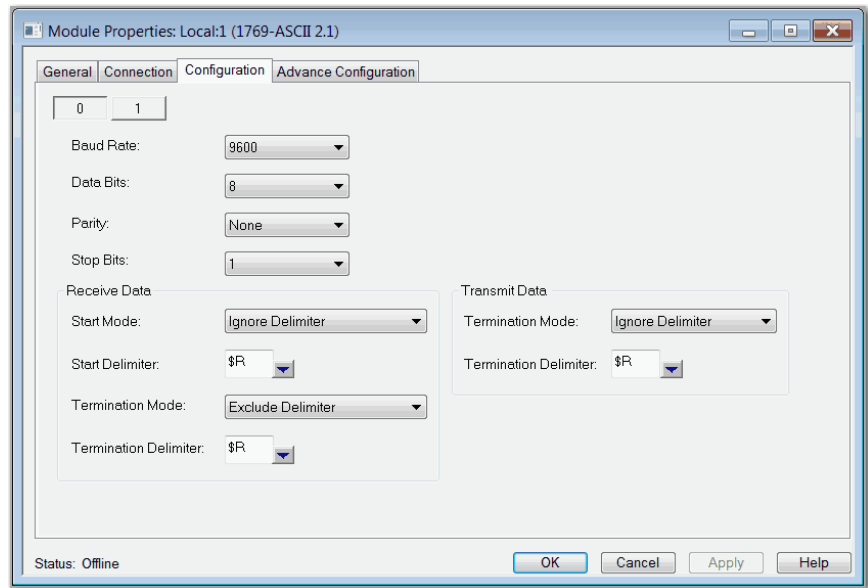 Module Properties: Local:1 (1769-ASCII 2.1)
General Connection Configuration Advance Configuration
0 1
Baud Rate: 9600
Data Bits: 8
Parity: None
Stop Bits: 1
Receive Data
Start Mode: Ignore Delimiter
Start Delimiter: $R
Termination Mode: Exclude Delimiter
Termination Delimiter: $R
Transmit Data
Termination Mode: Ignore Delimiter
Termination Delimiter: $R
Status: Offline
OK Cancel Apply Help